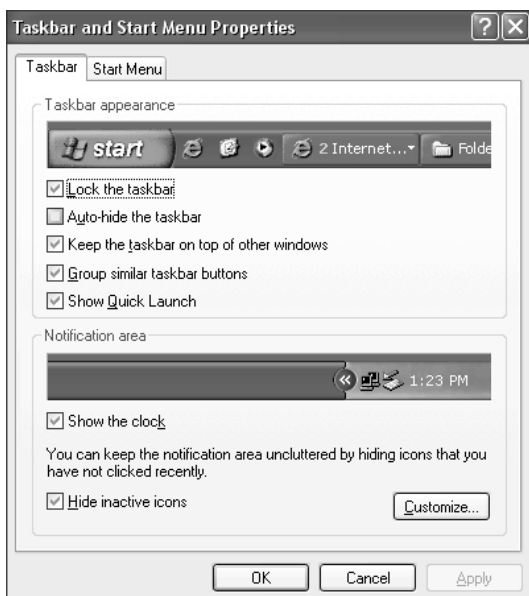 Taskbar and Start Menu Properties
Taskbar
Start Menu
Taskbar appearance
start
2 Internet...
Folde
Lock the taskbar
Auto-hide the taskbar
Keep the taskbar on top of other windows
Group similar taskbar buttons
Show Quick Launch
Notification area
1:23 PM
Show the clock
You can keep the notification area uncluttered by hiding icons that you
have not clicked recently.
Hide inactive icons
Customize...
OK
Cancel
Apply